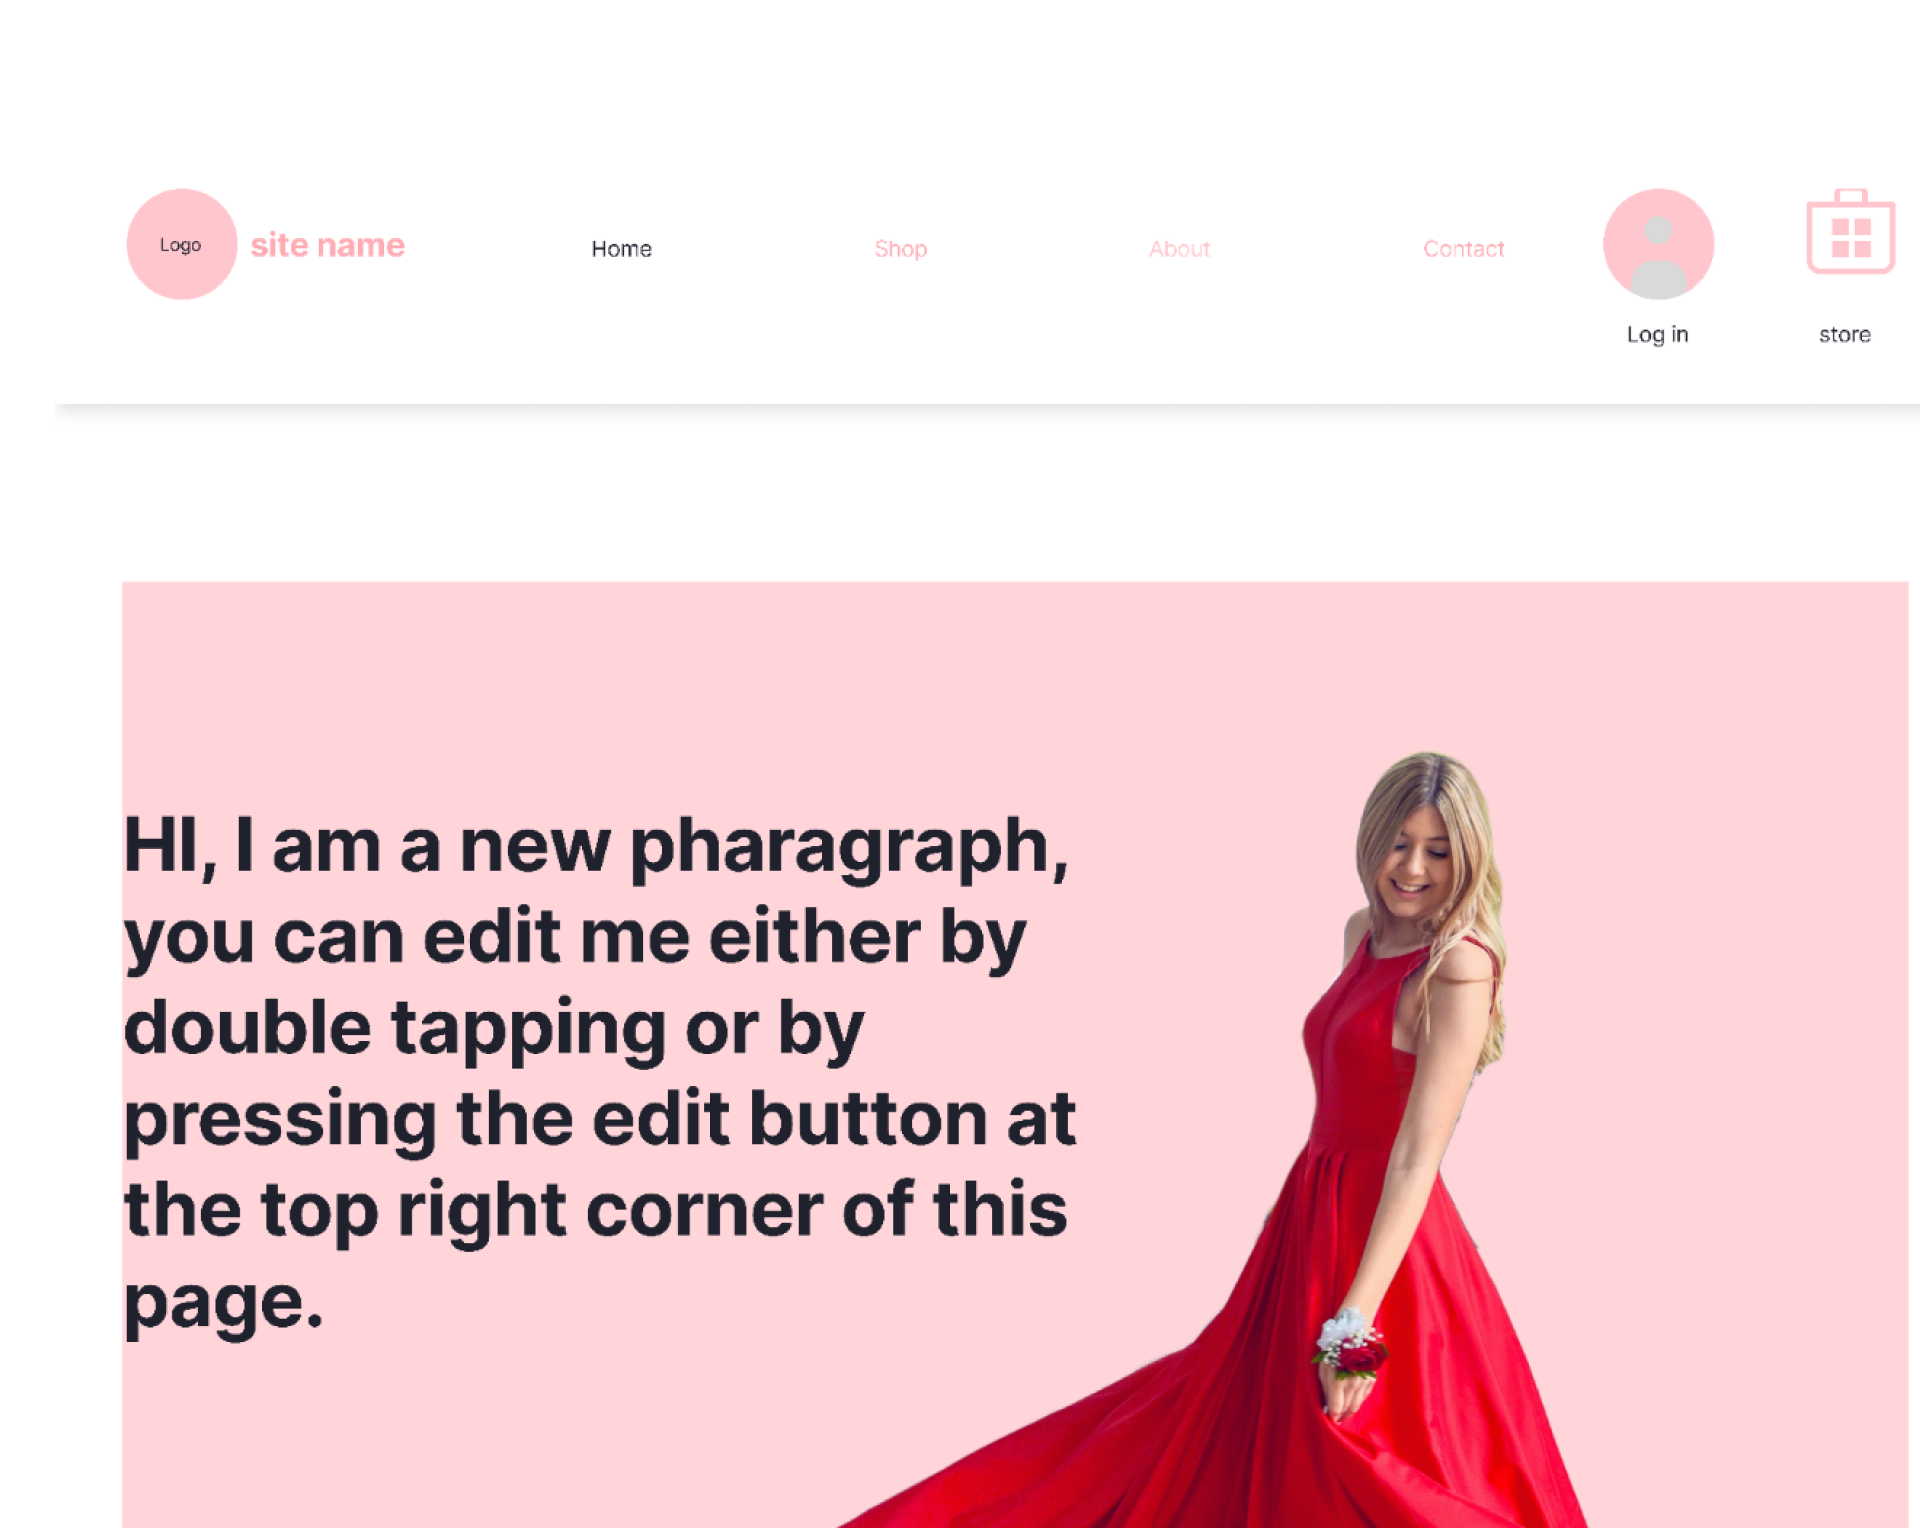 Logo
site name
Home
Shop
About
Contact
Log in
store
HI, I am a new pharagraph,
you can edit me either by
double tapping or by
pressing the edit button at
the top right corner of this
page.